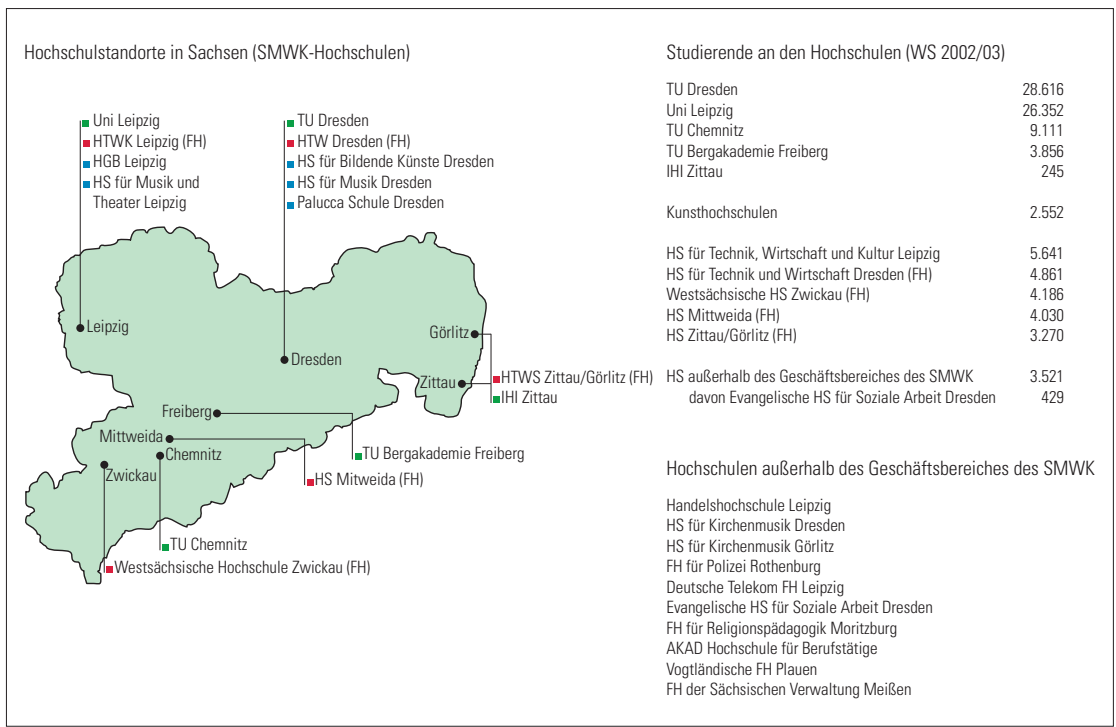 Hochschulstandorte in Sachsen (SMWK-Hochschulen)
Uni Leipzig
HTWK Leipzig (FH)
HGB Leipzig
HS für Musik und
Theater Leipzig
TU Dresden
HTW Dresden (FH)
HS für Bildende Künste Dresden
HS für Musik Dresden
Palucca Schule Dresden
Leipzig
Görlitz
Dresden
Zittau
HTWS Zittau/Görlitz (FH)
IHI Zittau
Freiberg
Mittweida
Chemnitz
Zwickau
TU Bergakademie Freiberg
HS Mitweida (FH)
TU Chemnitz
Westsächsische Hochschule Zwickau (FH)
Studierende an den Hochschulen (WS 2002/03)
TU Dresden 28.616
Uni Leipzig 26.352
TU Chemnitz 9.111
TU Bergakademie Freiberg 3.856
IHI Zittau 245
Kunsthochschulen 2.552
HS für Technik, Wirtschaft und Kultur Leipzig 5.641
HS für Technik und Wirtschaft Dresden (FH) 4.861
Westsächsische HS Zwickau (FH) 4.186
HS Mittweida (FH) 4.030
HS Zittau/Görlitz (FH) 3.270
HS außerhalb des Geschäftsbereiches des SMWK 3.521
davon Evangelische HS für Soziale Arbeit Dresden 429
Hochschulen außerhalb des Geschäftsbereiches des SMWK
Handelshochschule Leipzig
HS für Kirchenmusik Dresden
HS für Kirchenmusik Görlitz
FH für Polizei Rothenburg
Deutsche Telekom FH Leipzig
Evangelische HS für Soziale Arbeit Dresden
FH für Religionspädagogik Moritzburg
AKAD Hochschule für Berufstätige
Vogtländische FH Plauen
FH der Sächsischen Verwaltung Meißen